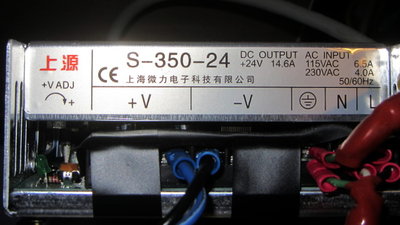 上源
S-350-24
DC OUTPUT
+24V 14.6A
AC INPUT
115VAC 6.5A
230VAC 4.0A
50/60Hz
CE 上海微力电子科技有限公司
+V ADJ
+
+V
-V
N
L